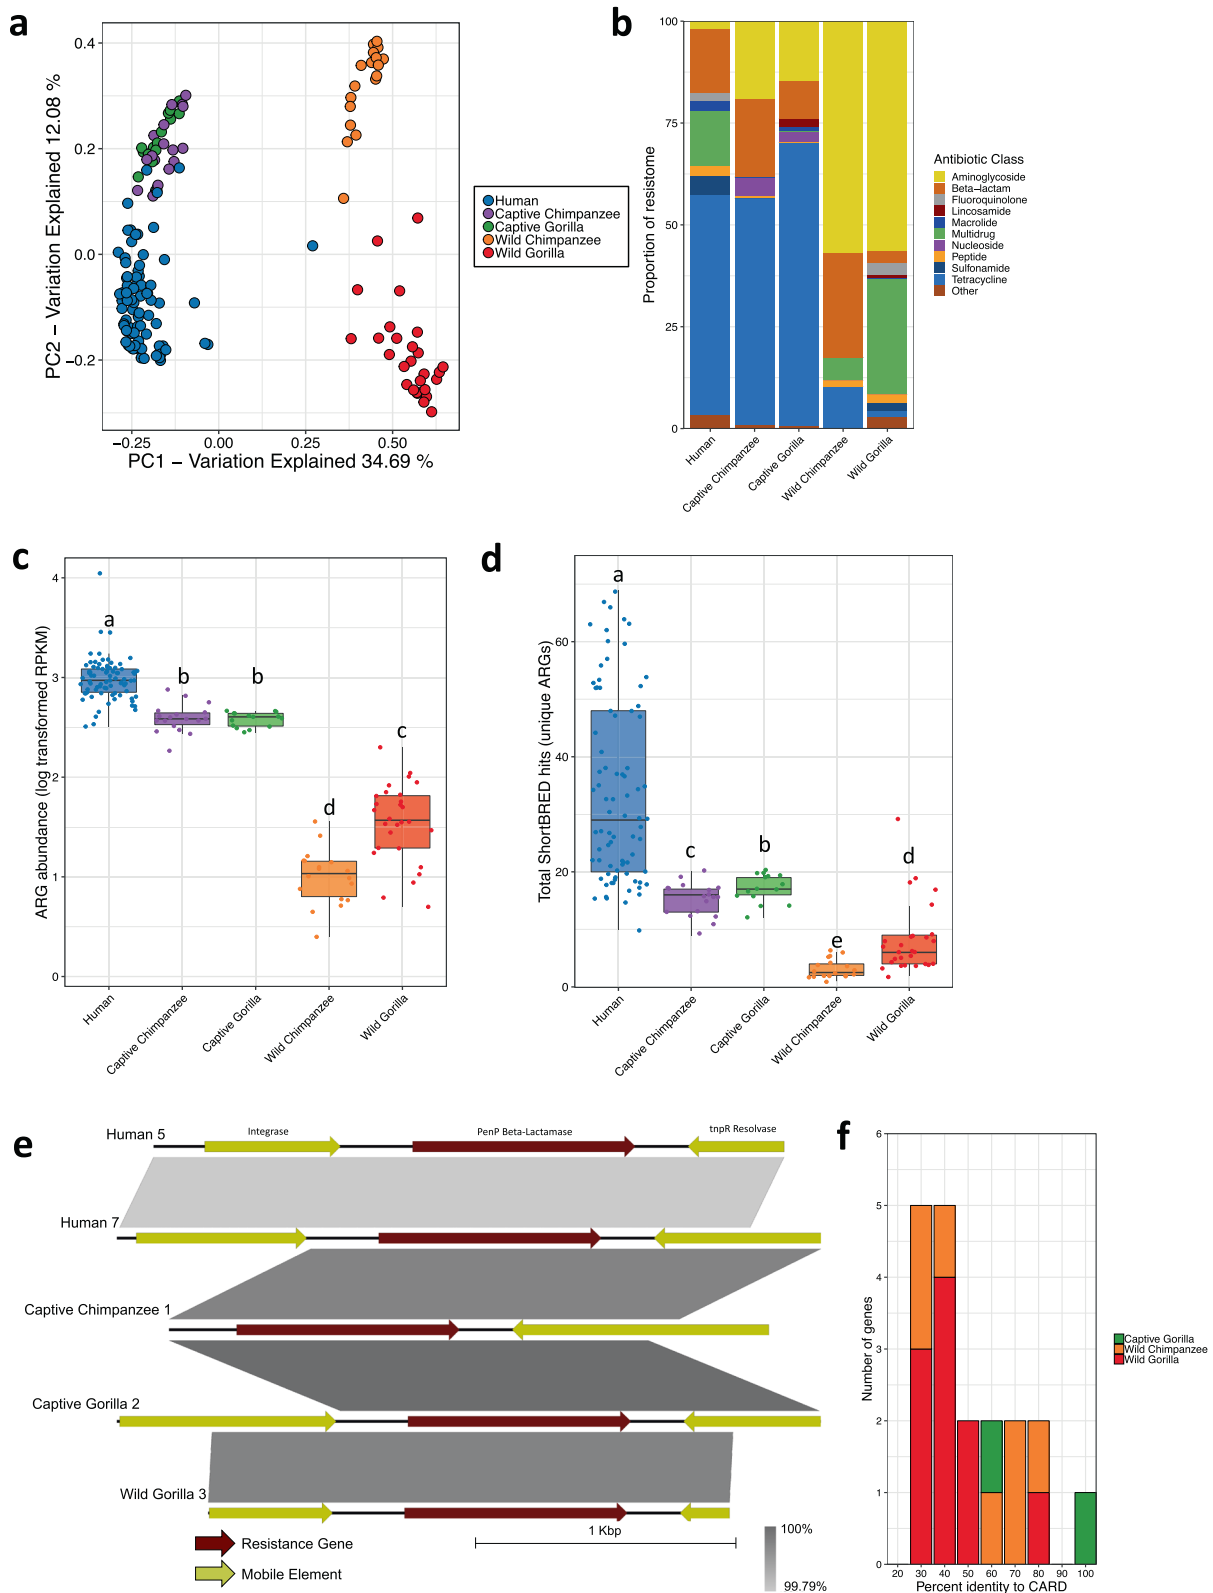 a
PC2 – Variation Explained 12.08 %
0.4
0.2
0.0
−0.2
−0.25
0.00
0.25
0.50
PC1 – Variation Explained 34.69 %
Human
Captive Chimpanzee
Captive Gorilla
Wild Chimpanzee
Wild Gorilla
b
Proportion of resistome
100
75
50
25
0
Human
Captive Chimpanzee
Captive Gorilla
Wild Chimpanzee
Wild Gorilla
Antibiotic Class
Aminoglycoside
Beta−lactam
Fluoroquinolone
Lincosamide
Macrolide
Multidrug
Nucleoside
Peptide
Sulfonamide
Tetracycline
Other
c
ARG abundance (log transformed RPKM)
4
3
2
1
0
a
b
b
d
c
Human
Captive Chimpanzee
Captive Gorilla
Wild Chimpanzee
Wild Gorilla
d
Total ShortBRED hits (unique ARGs)
60
40
20
0
a
c
b
e
d
Human
Captive Chimpanzee
Captive Gorilla
Wild Chimpanzee
Wild Gorilla
e
Human 5
Integrase
PenP Beta-Lactamase
tnpR Resolvase
Human 7
Captive Chimpanzee 1
Captive Gorilla 2
Wild Gorilla 3
Resistance Gene
Mobile Element
1 Kbp
100%
99.79%
f
Number of genes
6
5
4
3
2
1
0
20 30 40 50 60 70 80 90 100
Percent identity to CARD
Captive Gorilla
Wild Chimpanzee
Wild Gorilla